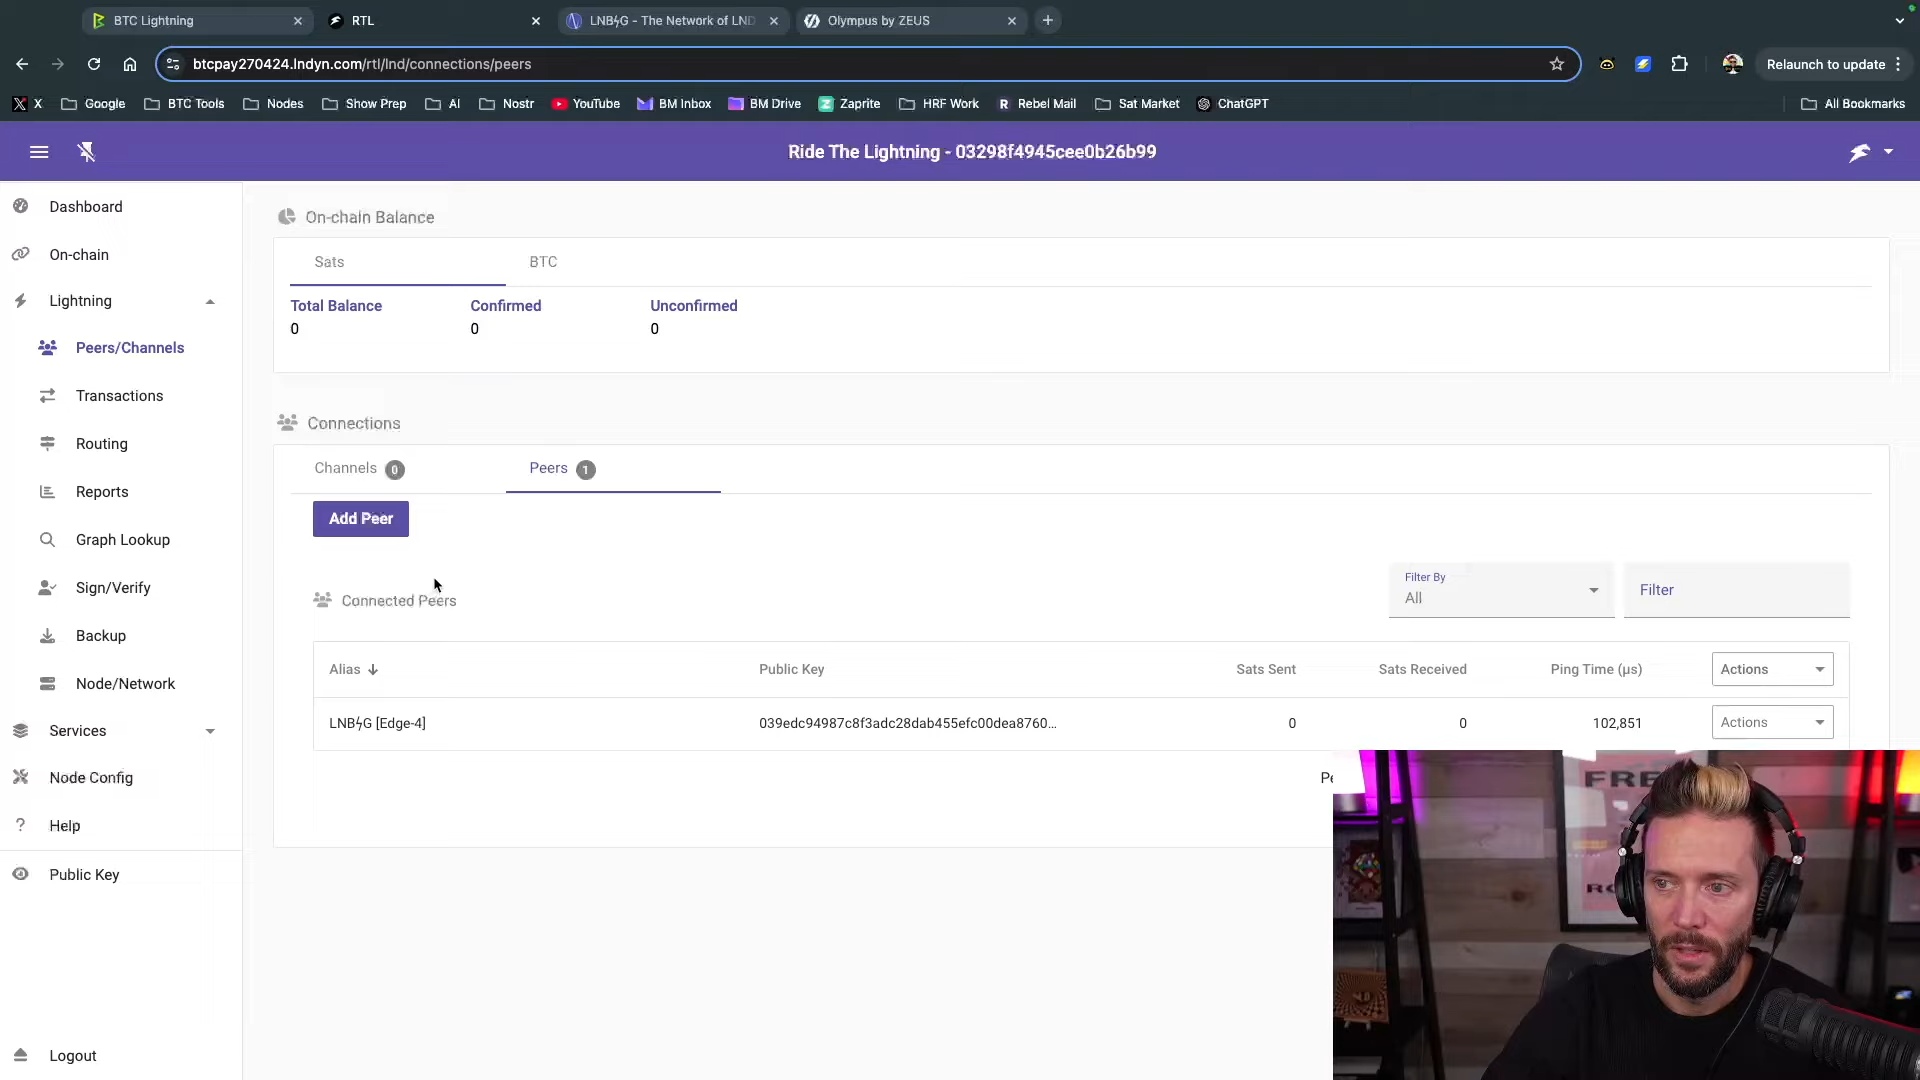 BTC Lightning
RTL
LNBϟG - The Network of LND
Olympus by ZEUS
btcpay270424.lndyn.com/rtl/lnd/connections/peers
Relaunch to update
X
Google
BTC Tools
Nodes
Show Prep
AI
Nostr
YouTube
BM Inbox
BM Drive
Zaprite
HRF Work
R Rebel Mail
Sat Market
ChatGPT
All Bookmarks
Ride The Lightning - 03298f4945cee0b26b99
Dashboard
On-chain
Lightning
Peers/Channels
Transactions
Routing
Reports
Graph Lookup
Sign/Verify
Backup
Node/Network
Services
Node Config
? Help
Public Key
Logout
On-chain Balance
Sats BTC
Total Balance Confirmed Unconfirmed
0 0 0
Connections
Channels 0 Peers 1
Add Peer
Connected Peers
Filter By
All
Filter
Alias Public Key Sats Sent Sats Received Ping Time (µs) Actions
LNBϟG [Edge-4] 039edc94987c8f3adc28dab455efc00dea8760... 0 0 102,851 Actions
Pe
FRE